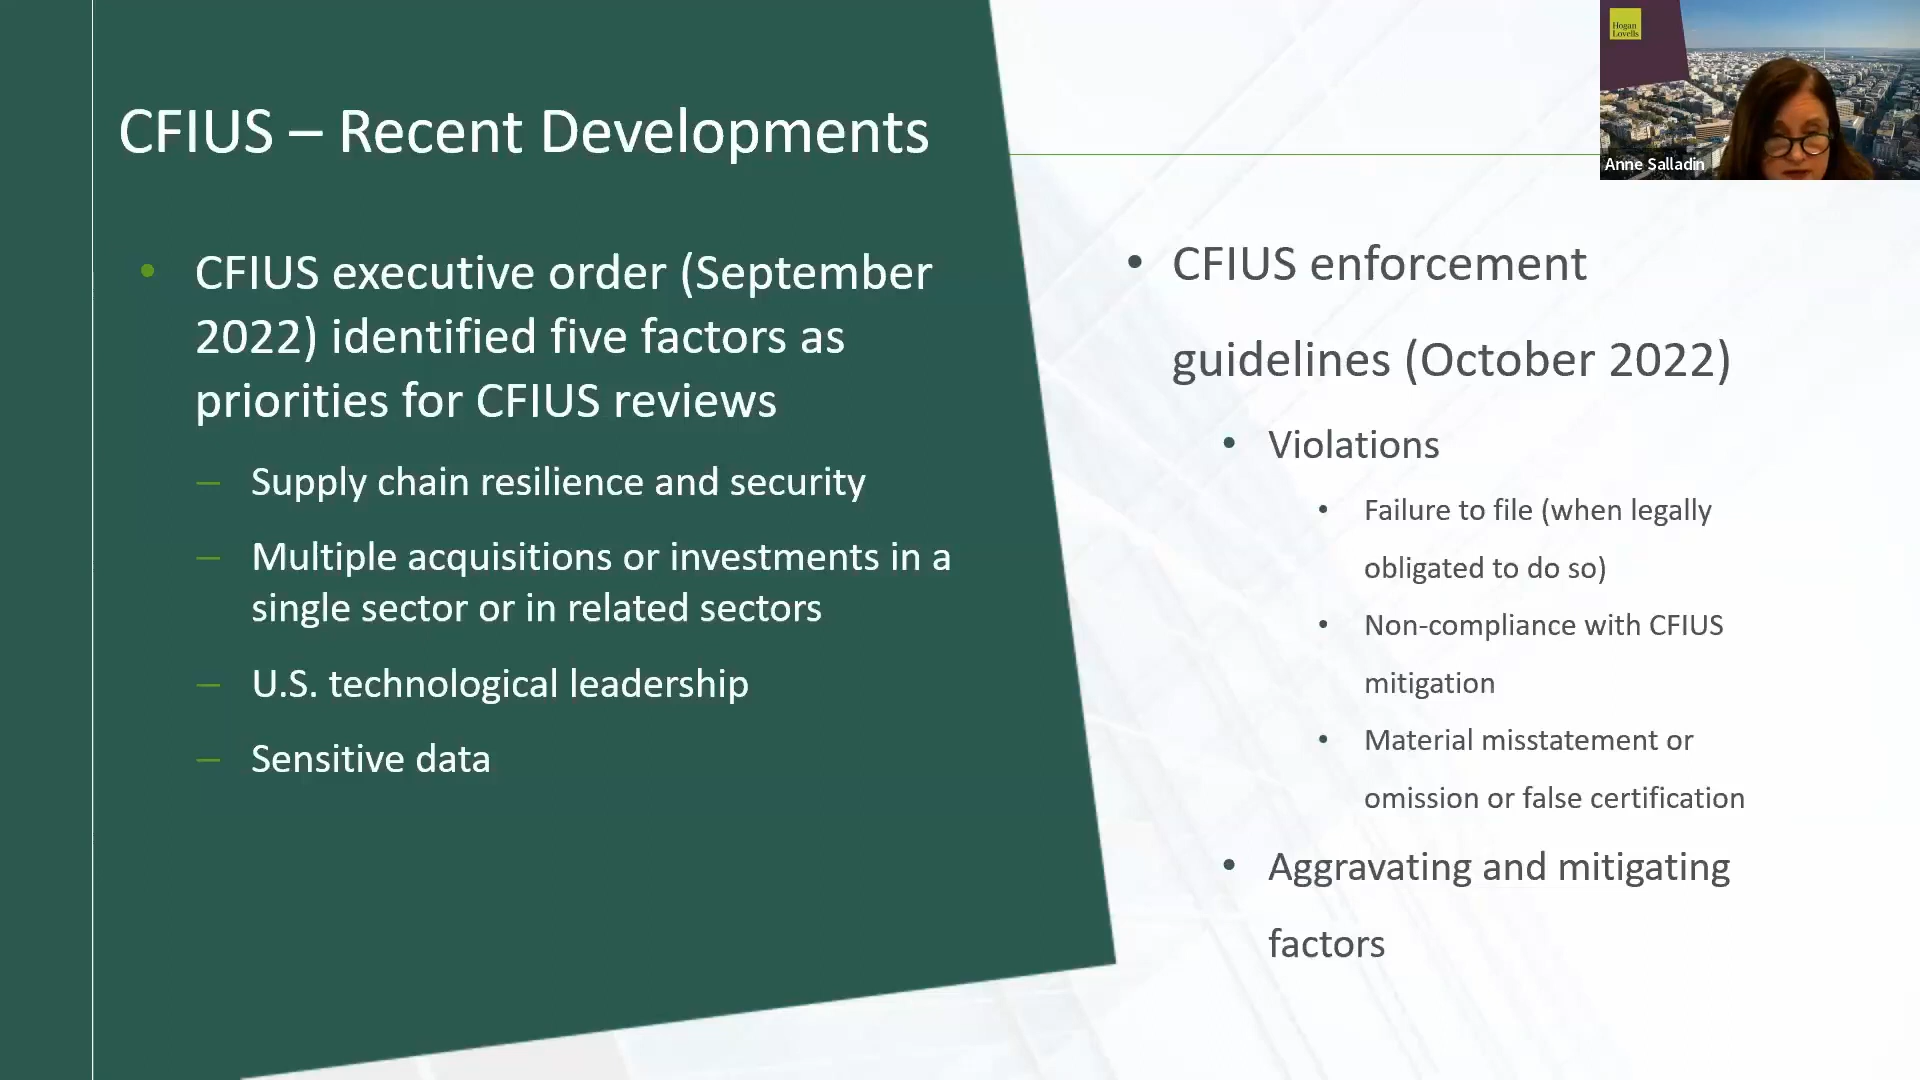 CFIUS – Recent Developments
• CFIUS executive order (September
2022) identified five factors as
priorities for CFIUS reviews
– Supply chain resilience and security
– Multiple acquisitions or investments in a
single sector or in related sectors
– U.S. technological leadership
– Sensitive data
• CFIUS enforcement
guidelines (October 2022)
• Violations
• Failure to file (when legally
obligated to do so)
• Non-compliance with CFIUS
mitigation
• Material misstatement or
omission or false certification
• Aggravating and mitigating
factors
Hogan
Lovells
Anne Salladin